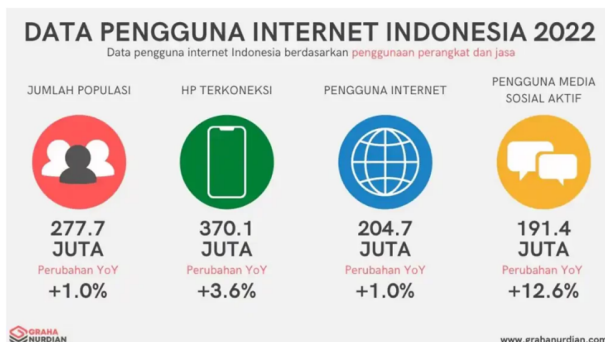 DATA PENGGUNA INTERNET INDONESIA 2022
Data pengguna internet Indonesia berdasarkan penggunaan perangkat dan jasa
JUMLAH POPULASI
277.7
JUTA
Perubahan YoY
+1.0%
HP TERKONEKSI
370.1
JUTA
Perubahan YoY
+3.6%
PENGGUNA INTERNET
204.7
JUTA
Perubahan YoY
+1.0%
PENGGUNA MEDIA
SOSIAL AKTIF
191.4
JUTA
Perubahan YoY
+12.6%
GRAHA
NURDIAN
www.grahanurdian.com